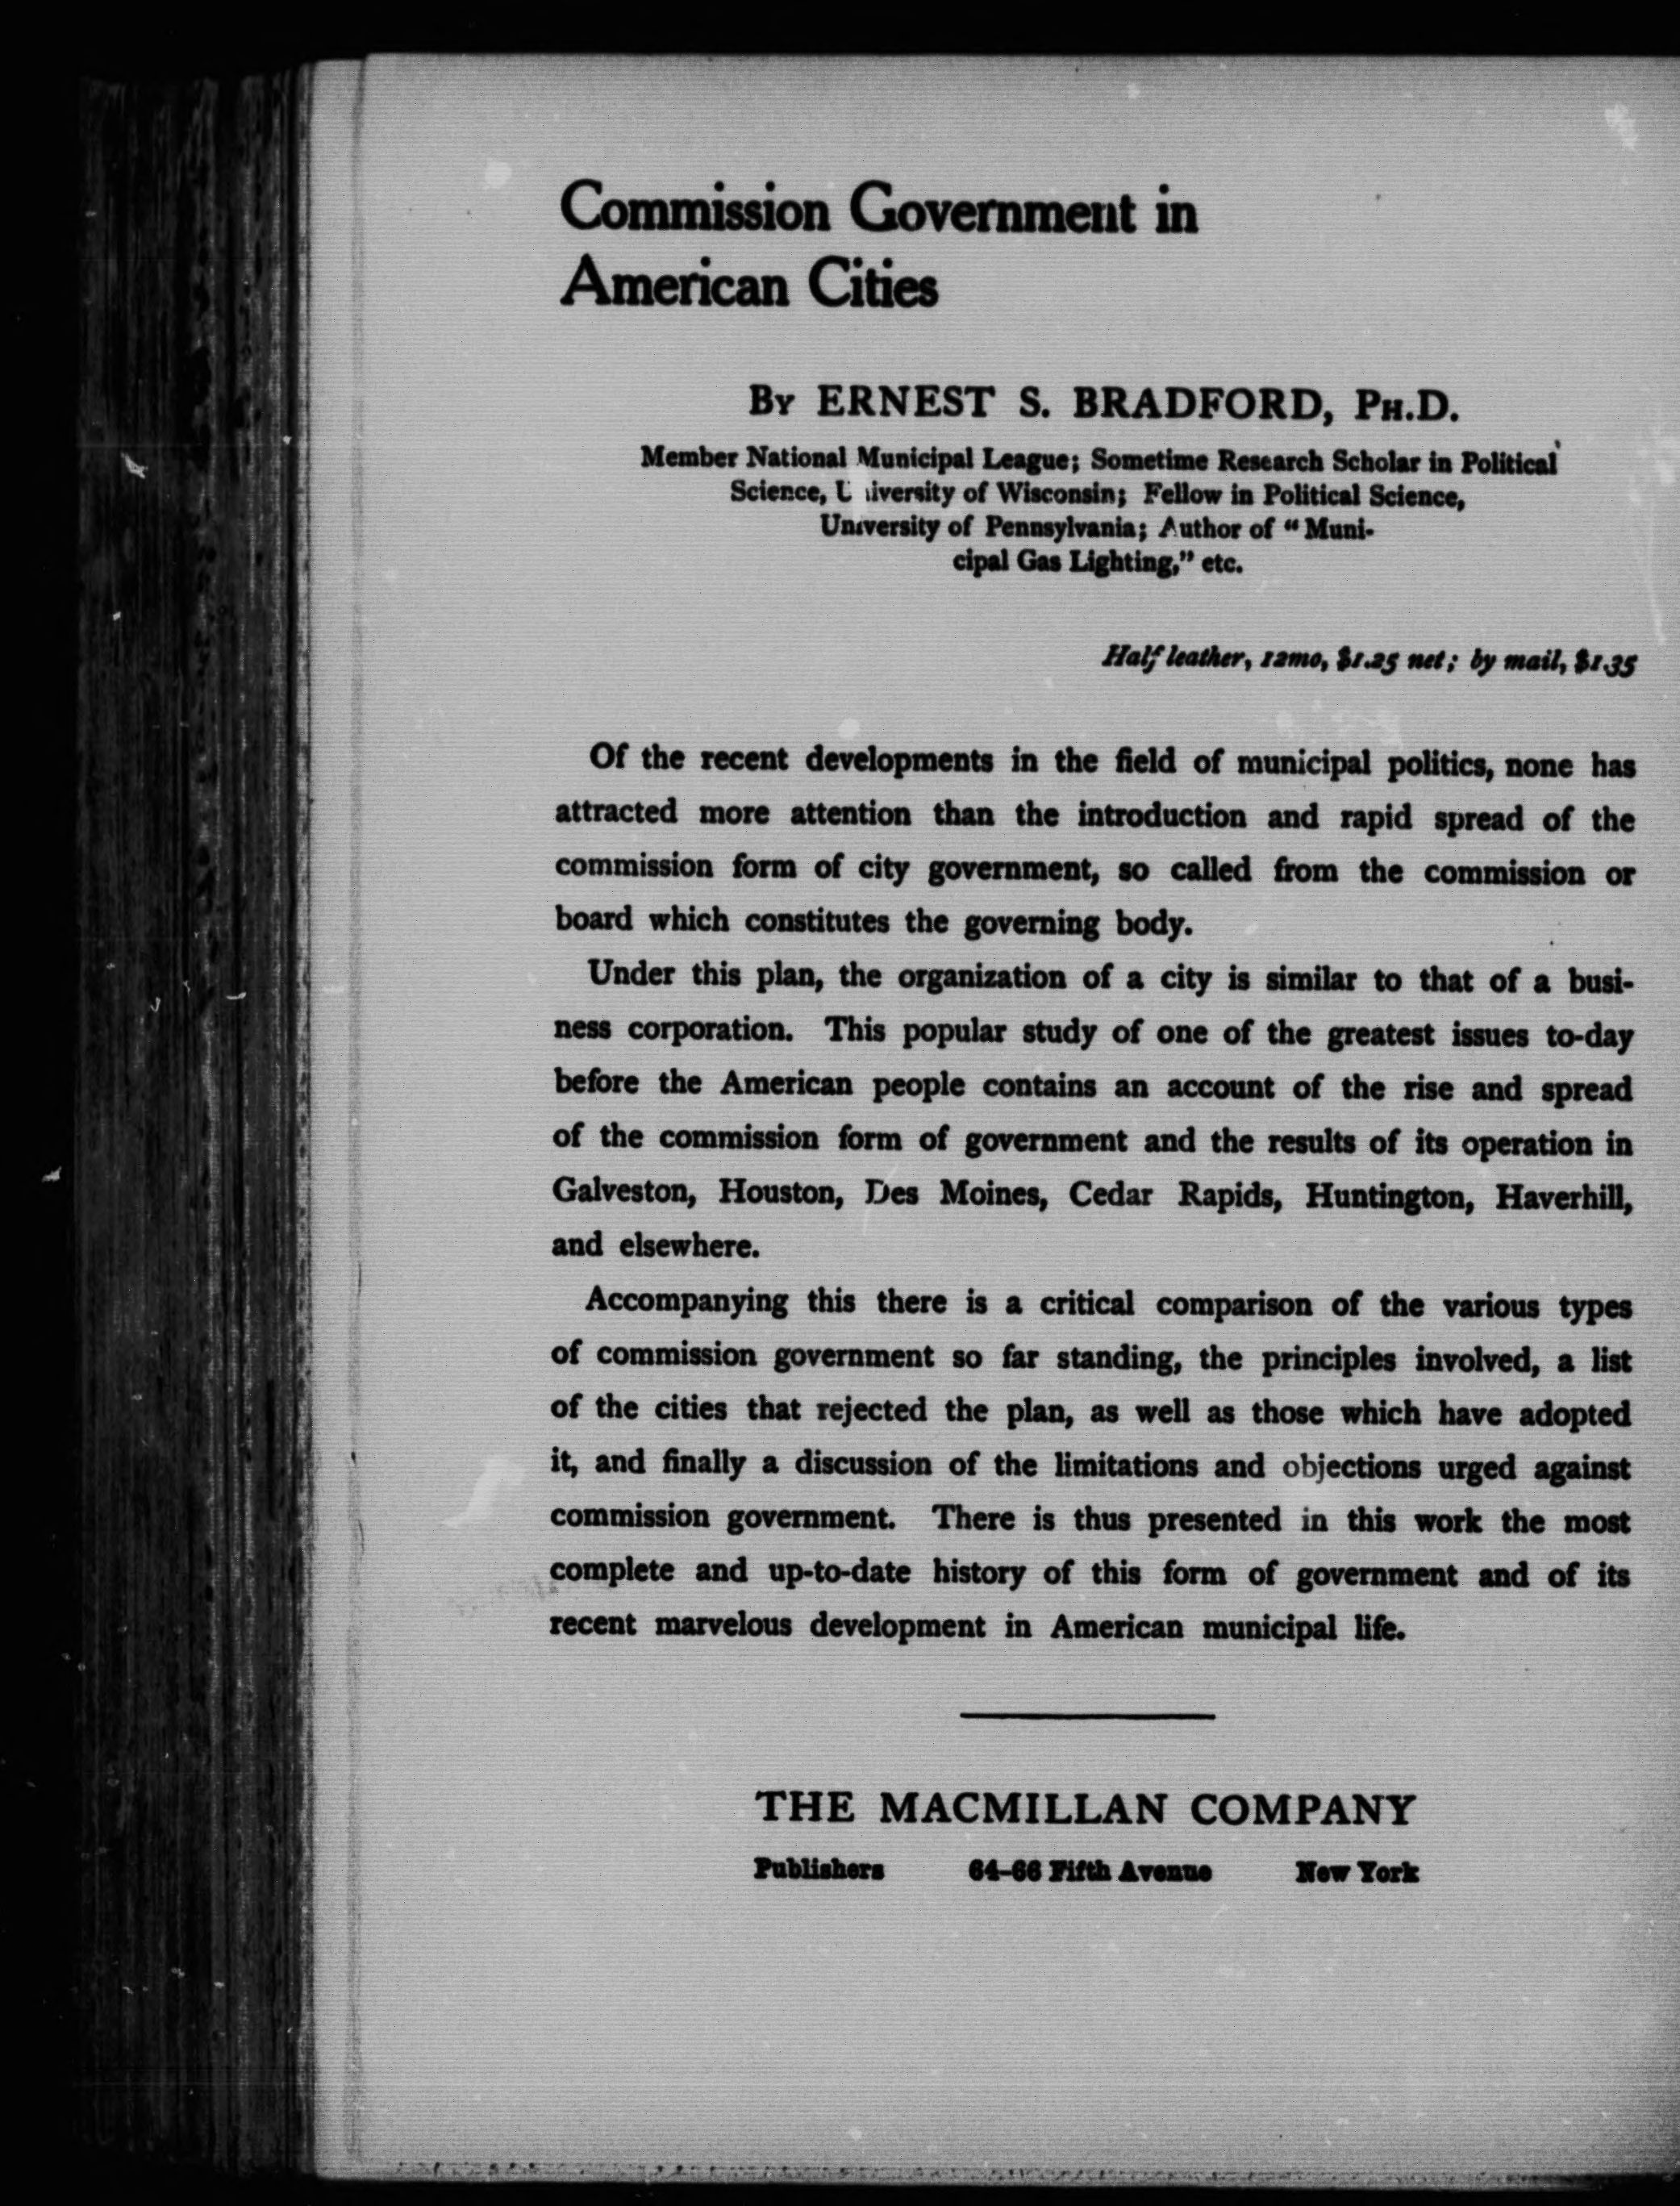 Commission Government in
American Cities
By ERNEST S. BRADFORD, Ph.D.
Member National Municipal League; Sometime Research Scholar in Political
Science, University of Wisconsin; Fellow in Political Science,
University of Pennsylvania; Author of “Muni-
cipal Gas Lighting,” etc.
Half leather, 12mo, $1.25 net; by mail, $1.35
Of the recent developments in the field of municipal politics, none has
attracted more attention than the introduction and rapid spread of the
commission form of city government, so called from the commission or
board which constitutes the governing body.
Under this plan, the organization of a city is similar to that of a busi-
ness corporation. This popular study of one of the greatest issues to-day
before the American people contains an account of the rise and spread
of the commission form of government and the results of its operation in
Galveston, Houston, Des Moines, Cedar Rapids, Huntington, Haverhill,
and elsewhere.
Accompanying this there is a critical comparison of the various types
of commission government so far standing, the principles involved, a list
of the cities that rejected the plan, as well as those which have adopted
it, and finally a discussion of the limitations and objections urged against
commission government. There is thus presented in this work the most
complete and up-to-date history of this form of government and of its
recent marvelous development in American municipal life.
THE MACMILLAN COMPANY
Publishers 64–66 Fifth Avenue New York